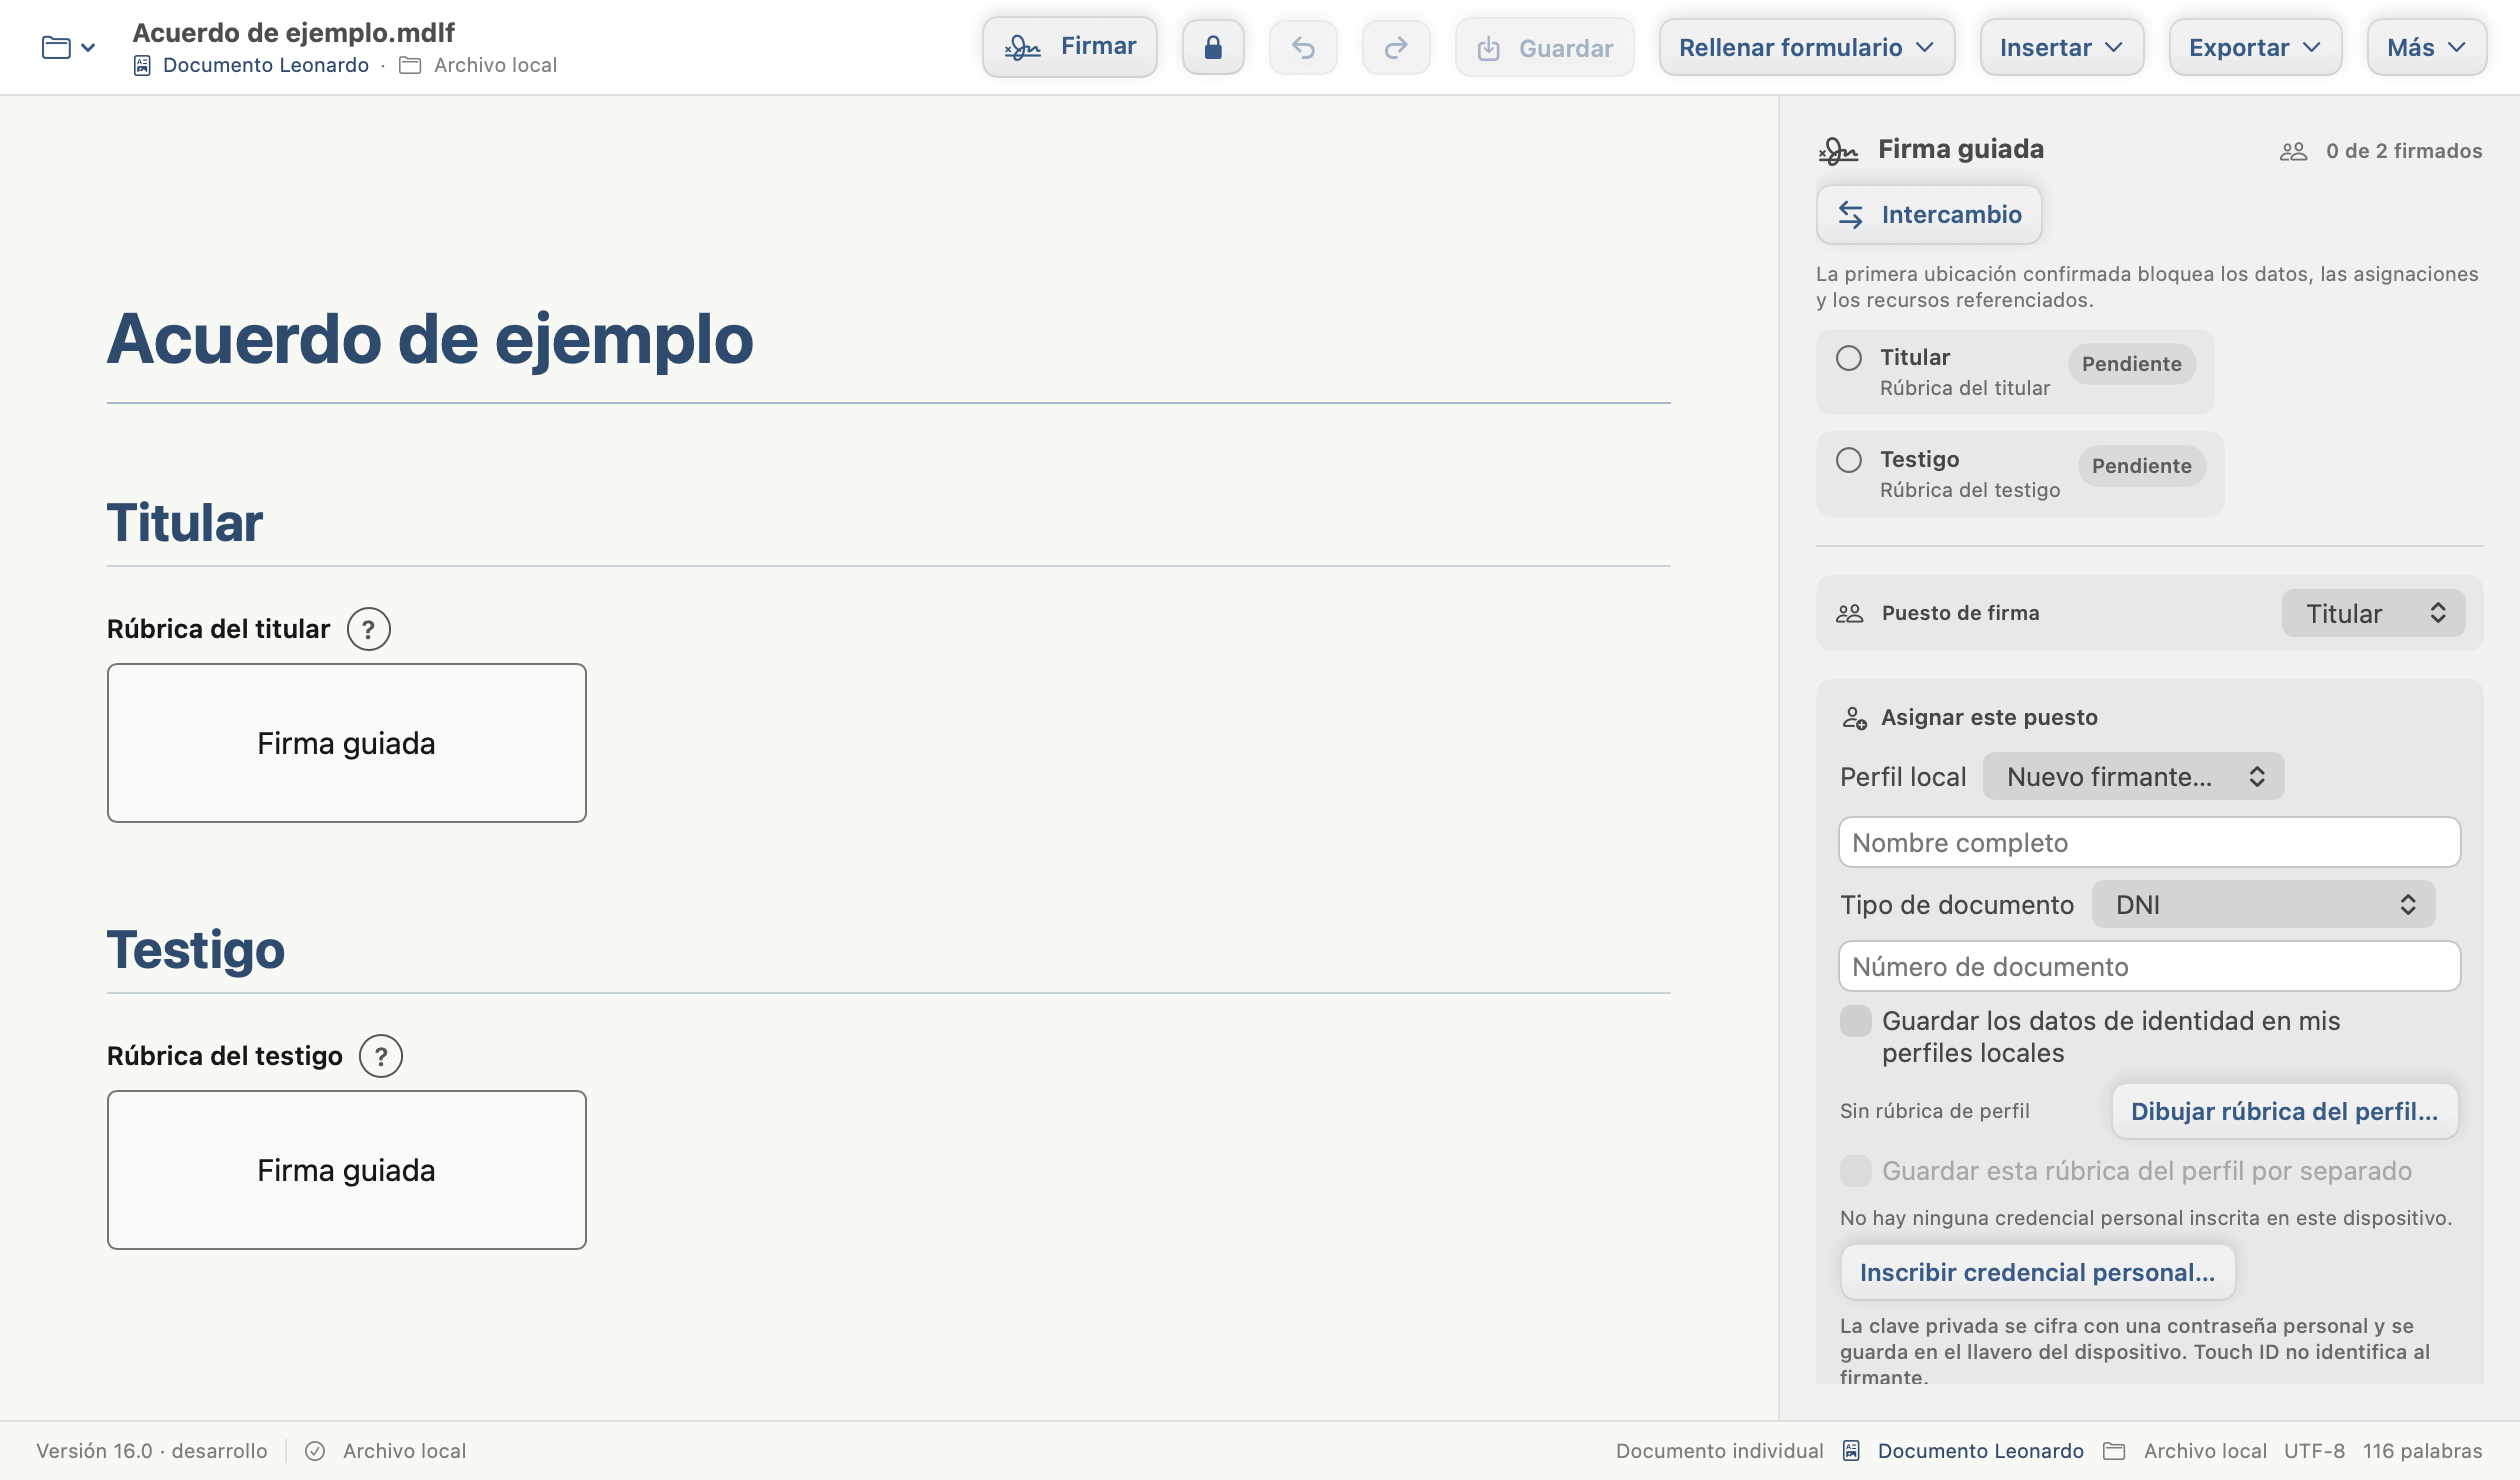 Acuerdo de ejemplo.mdlf
Documento Leonardo · Archivo local
Firmar
Guardar
Rellenar formulario
Insertar
Exportar
Más
Acuerdo de ejemplo
Titular
Rúbrica del titular ?
Firma guiada
Testigo
Rúbrica del testigo ?
Firma guiada
Firma guiada
0 de 2 firmados
Intercambio
La primera ubicación confirmada bloquea los datos, las asignaciones
y los recursos referenciados.
Titular
Rúbrica del titular
Pendiente
Testigo
Rúbrica del testigo
Pendiente
Puesto de firma
Titular
Asignar este puesto
Perfil local
Nuevo firmante...
Nombre completo
Tipo de documento
DNI
Número de documento
Guardar los datos de identidad en mis
perfiles locales
Sin rúbrica de perfil
Dibujar rúbrica del perfil...
Guardar esta rúbrica del perfil por separado
No hay ninguna credencial personal inscrita en este dispositivo.
Inscribir credencial personal...
La clave privada se cifra con una contraseña personal y se
guarda en el llavero del dispositivo. Touch ID no identifica al
firmante.
Versión 16.0 · desarrollo
Archivo local
Documento individual
Documento Leonardo
Archivo local
UTF-8
116 palabras